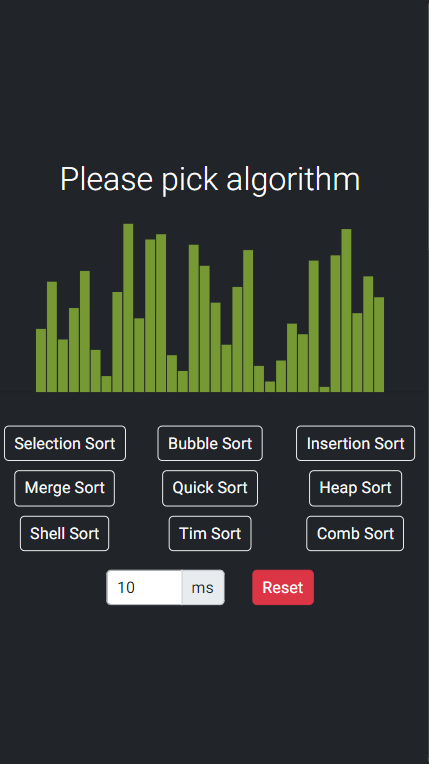 Please pick algorithm
Selection Sort Bubble Sort Insertion Sort
Merge Sort Quick Sort Heap Sort
Shell Sort Tim Sort Comb Sort
10 ms Reset